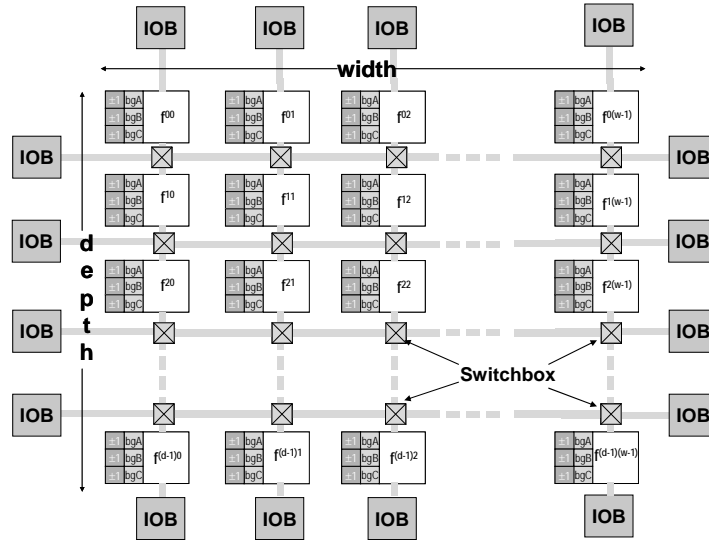 IOB IOB IOB IOB
width
±1 bgA ±1 bgA ±1 bgA ±1 bgA
±1 bgB f00 ±1 bgB f01 ±1 bgB f02 ±1 bgB f0(w-1)
±1 bgC ±1 bgC ±1 bgC ±1 bgC
IOB IOB
±1 bgA ±1 bgA ±1 bgA ±1 bgA
±1 bgB f10 ±1 bgB f11 ±1 bgB f12 ±1 bgB f1(w-1)
±1 bgC ±1 bgC ±1 bgC ±1 bgC
IOB IOB
depth
±1 bgA ±1 bgA ±1 bgA ±1 bgA
±1 bgB f20 ±1 bgB f21 ±1 bgB f22 ±1 bgB f2(w-1)
±1 bgC ±1 bgC ±1 bgC ±1 bgC
IOB IOB
Switchbox
IOB IOB
±1 bgA ±1 bgA ±1 bgA ±1 bgA
±1 bgB f(d-1)0 ±1 bgB f(d-1)1 ±1 bgB f(d-1)2 ±1 bgB f(d-1)(w-1)
±1 bgC ±1 bgC ±1 bgC ±1 bgC
IOB IOB IOB IOB